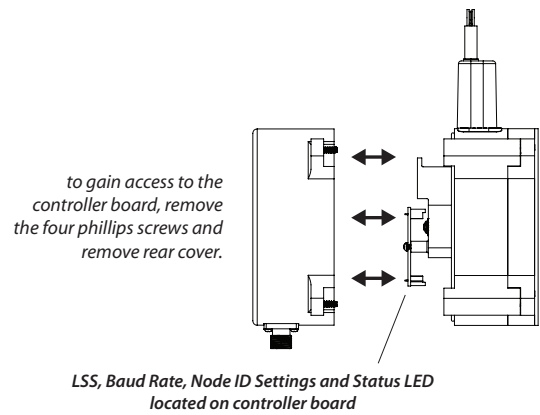 to gain access to the
controller board, remove
the four phillips screws and
remove rear cover.
LSS, Baud Rate, Node ID Settings and Status LED
located on controller board